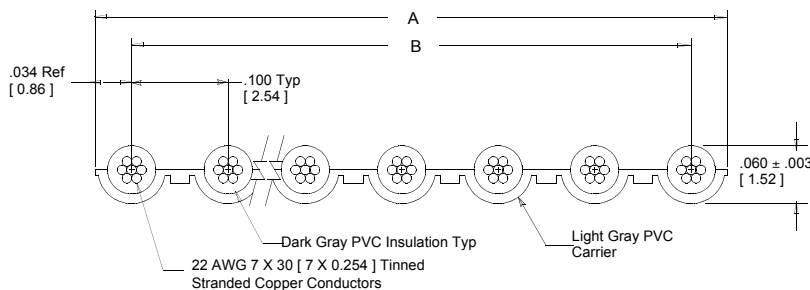 A
B
.034 Ref
[ 0.86 ]
.100 Typ
[ 2.54 ]
.060 ± .003
[ 1.52 ]
Dark Gray PVC Insulation Typ
Light Gray PVC
Carrier
22 AWG 7 X 30 [ 7 X 0.254 ] Tinned
Stranded Copper Conductors